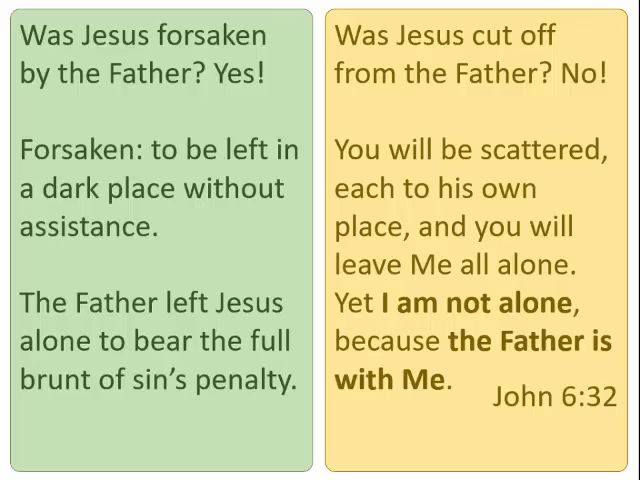 Was Jesus forsaken
by the Father? Yes!
Forsaken: to be left in
a dark place without
assistance.
The Father left Jesus
alone to bear the full
brunt of sin’s penalty.
Was Jesus cut off
from the Father? No!
You will be scattered,
each to his own
place, and you will
leave Me all alone.
Yet I am not alone,
because the Father is
with Me.
John 6:32